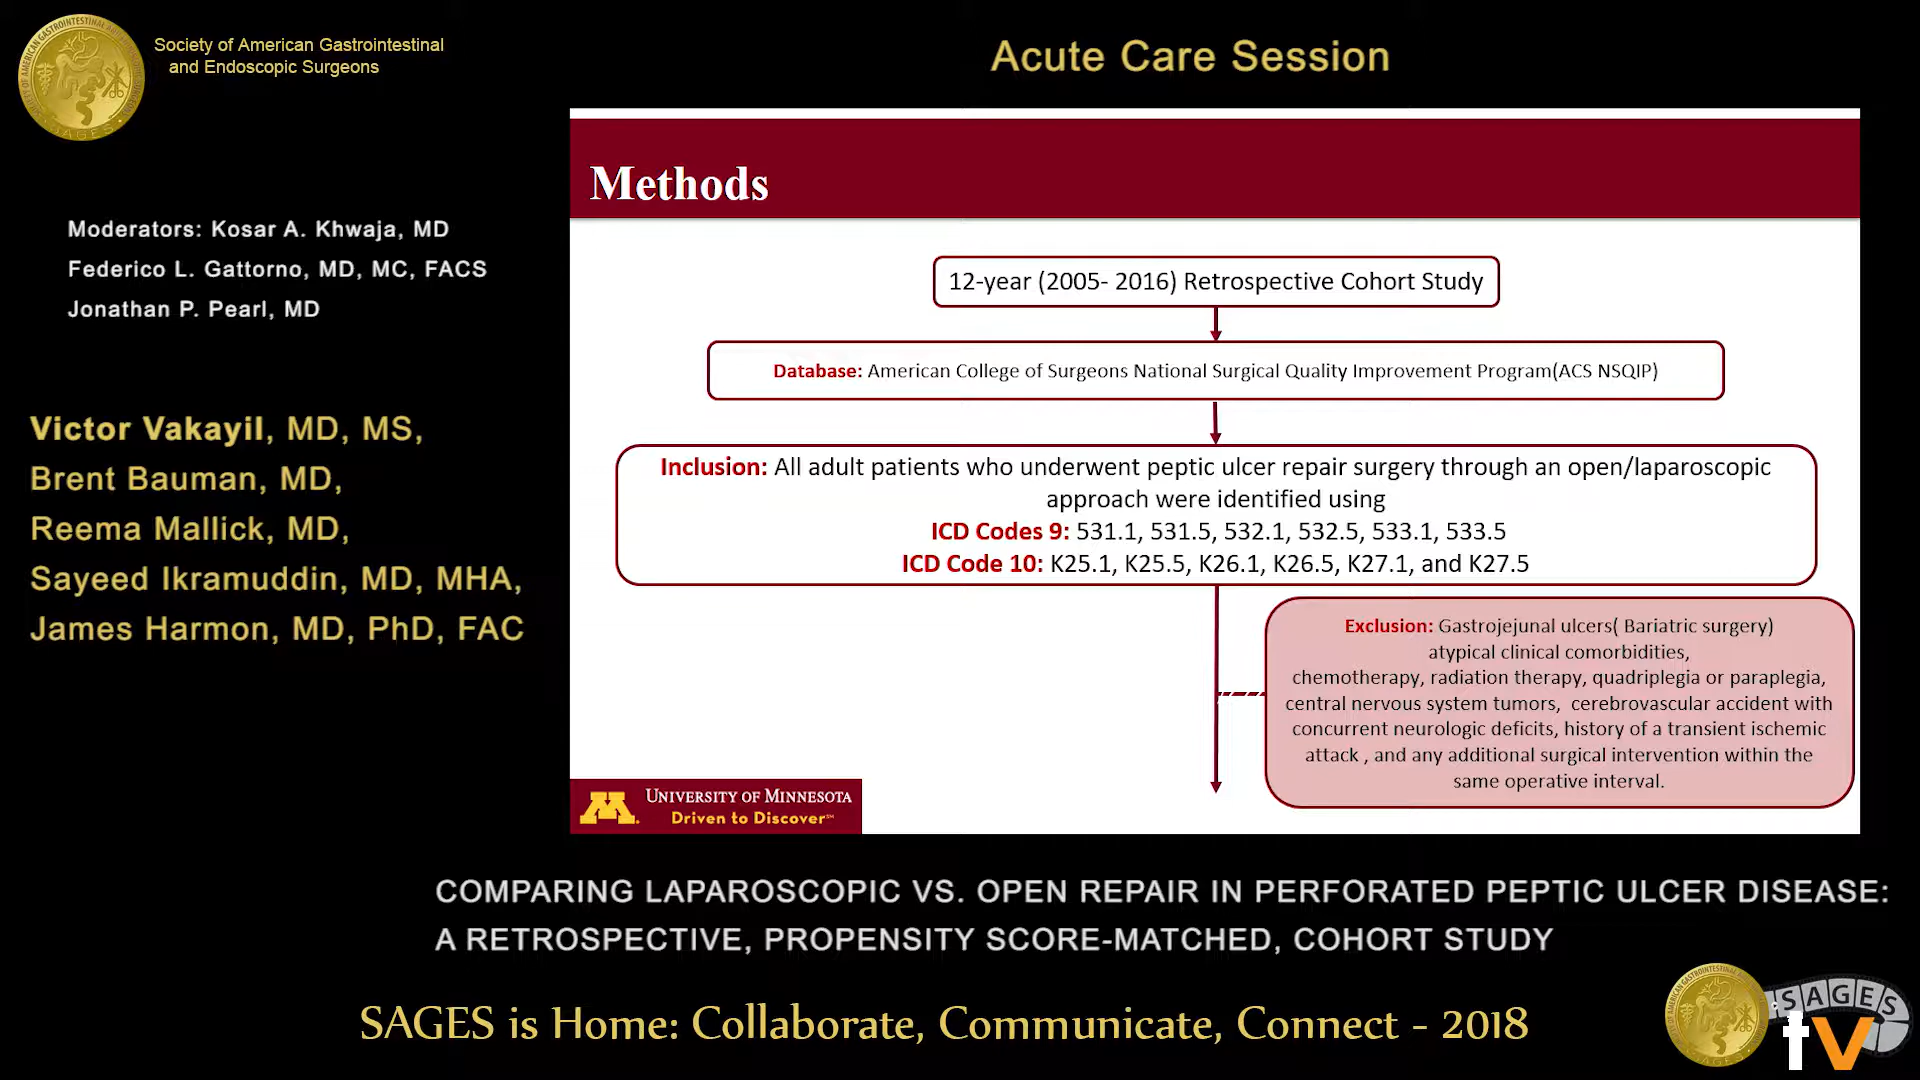 Society of American Gastrointestinal
and Endoscopic Surgeons
Acute Care Session
Moderators: Kosar A. Khwaja, MD
Federico L. Gattorno, MD, MC, FACS
Jonathan P. Pearl, MD
Victor Vakayil, MD, MS,
Brent Bauman, MD,
Reema Mallick, MD,
Sayeed Ikramuddin, MD, MHA,
James Harmon, MD, PhD, FAC
Methods
12-year (2005- 2016) Retrospective Cohort Study
Database: American College of Surgeons National Surgical Quality Improvement Program(ACS NSQIP)
Inclusion: All adult patients who underwent peptic ulcer repair surgery through an open/laparoscopic
approach were identified using
ICD Codes 9: 531.1, 531.5, 532.1, 532.5, 533.1, 533.5
ICD Code 10: K25.1, K25.5, K26.1, K26.5, K27.1, and K27.5
Exclusion: Gastrojejunal ulcers( Bariatric surgery)
atypical clinical comorbidities,
chemotherapy, radiation therapy, quadriplegia or paraplegia,
central nervous system tumors, cerebrovascular accident with
concurrent neurologic deficits, history of a transient ischemic
attack , and any additional surgical intervention within the
same operative interval.
M
UNIVERSITY OF MINNESOTA
Driven to Discover℠
COMPARING LAPAROSCOPIC VS. OPEN REPAIR IN PERFORATED PEPTIC ULCER DISEASE:
A RETROSPECTIVE, PROPENSITY SCORE-MATCHED, COHORT STUDY
SAGES is Home: Collaborate, Communicate, Connect - 2018
SAGES
tv